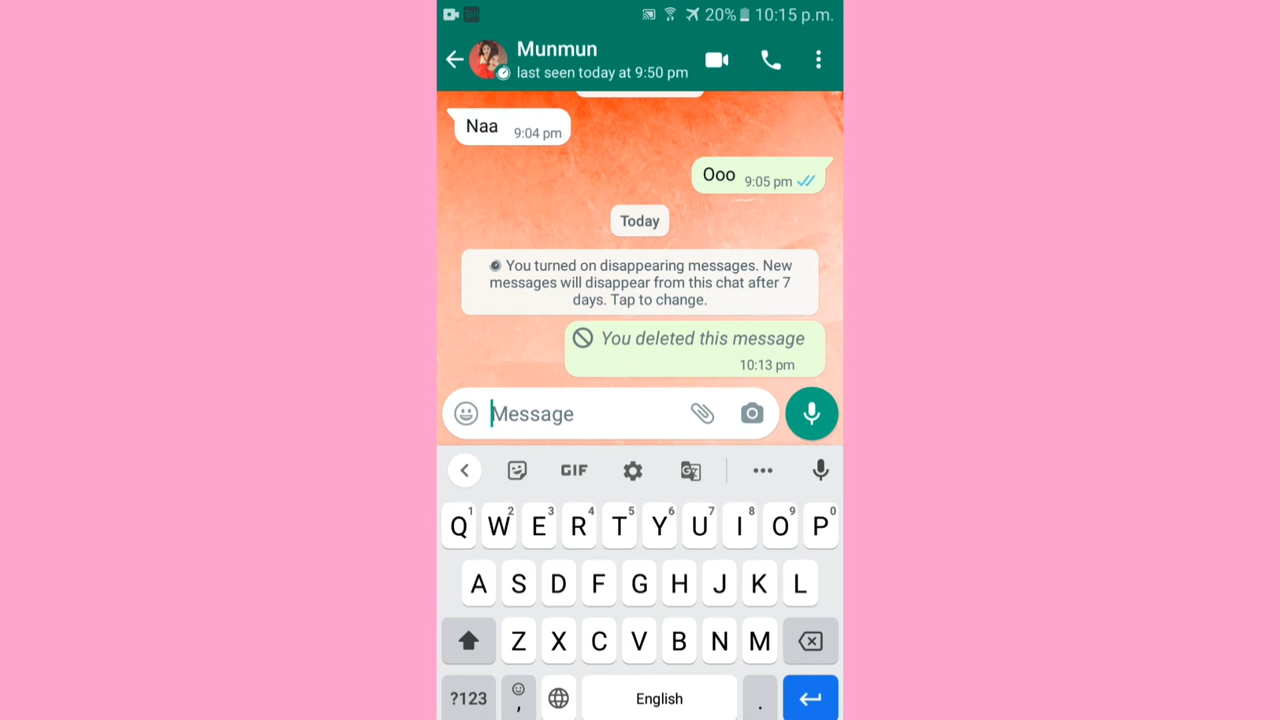 20% 10:15 p.m.
Munmun
last seen today at 9:50 pm
Naa 9:04 pm
Ooo 9:05 pm
Today
You turned on disappearing messages. New
messages will disappear from this chat after 7
days. Tap to change.
You deleted this message
10:13 pm
Message
GIF
1 2 3 4 5 6 7 8 9 0
Q W E R T Y U I O P
A S D F G H J K L
Z X C V B N M
?123 , English .